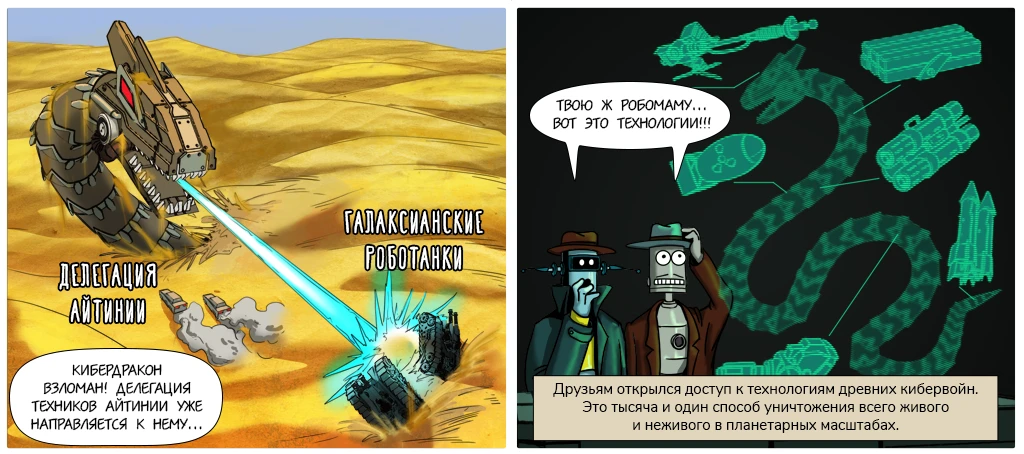 ГАЛАКСИАНСКИЕ
РОБОТАНКИ
ДЕЛЕГАЦИЯ
АЙТИНИИ
КИБЕРДРАКОН
ВЗЛОМАН! ДЕЛЕГАЦИЯ
ТЕХНИКОВ АЙТИНИИ УЖЕ
НАПРАВЛЯЕТСЯ К НЕМУ...
ТВОЮ Ж РОБОМАМУ...
ВОТ ЭТО ТЕХНОЛОГИИ!!!
Друзьям открылся доступ к технологиям древних кибервойн.
Это тысяча и один способ уничтожения всего живого
и неживого в планетарных масштабах.